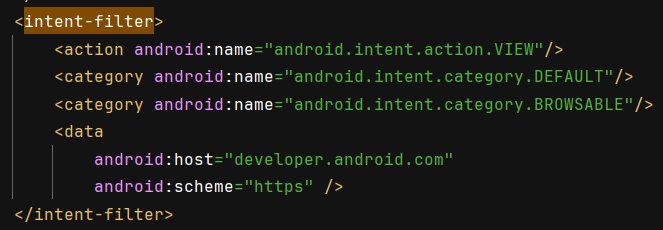 <intent-filter>
<action android:name="android.intent.action.VIEW"/>
<category android:name="android.intent.category.DEFAULT"/>
<category android:name="android.intent.category.BROWSABLE"/>
<data
android:host="developer.android.com"
android:scheme="https" />
</intent-filter>